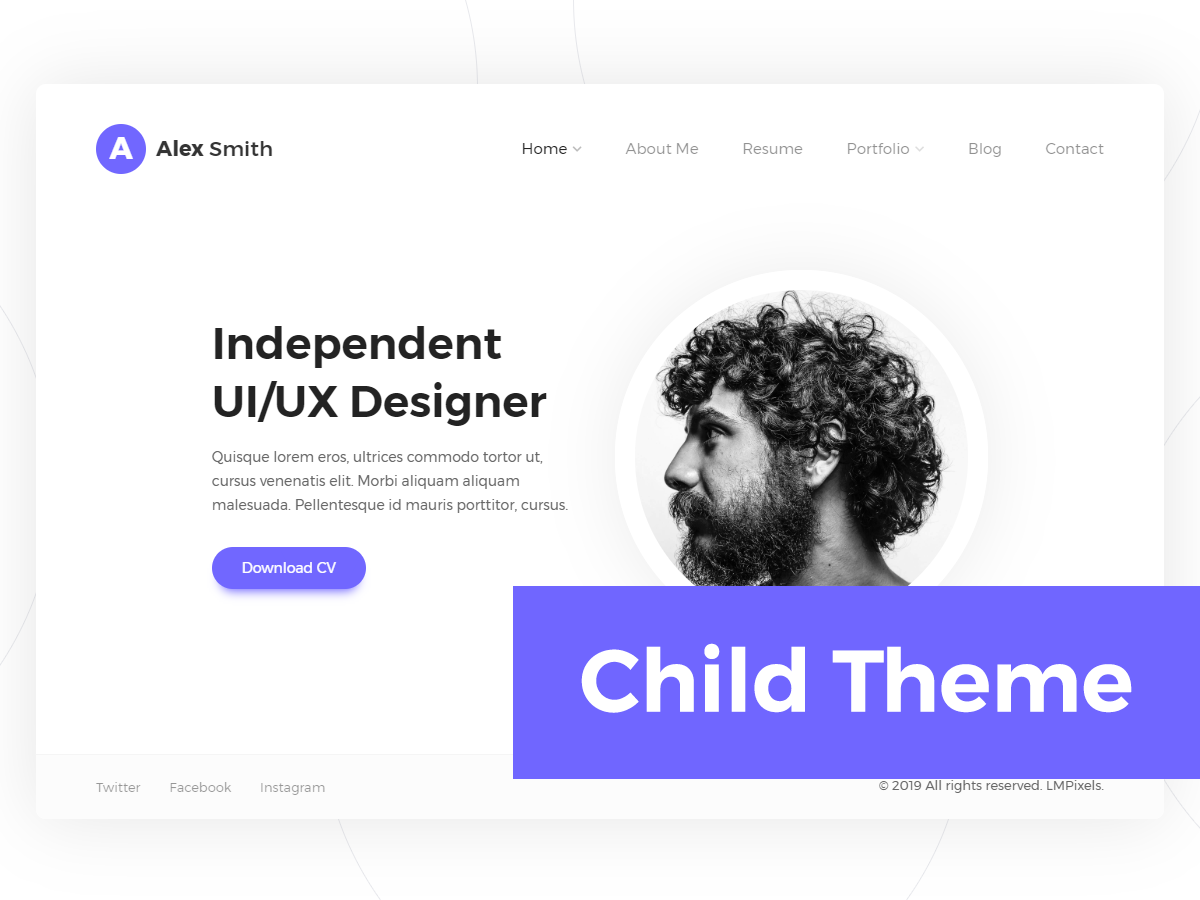 A
Alex Smith
Home
About Me
Resume
Portfolio
Blog
Contact
Independent
UI/UX Designer
Quisque lorem eros, ultrices commodo tortor ut,
cursus venenatis elit. Morbi aliquam aliquam
malesuada. Pellentesque id mauris porttitor, cursus.
Download CV
Child Theme
Twitter
Facebook
Instagram
© 2019 All rights reserved. LMPixels.